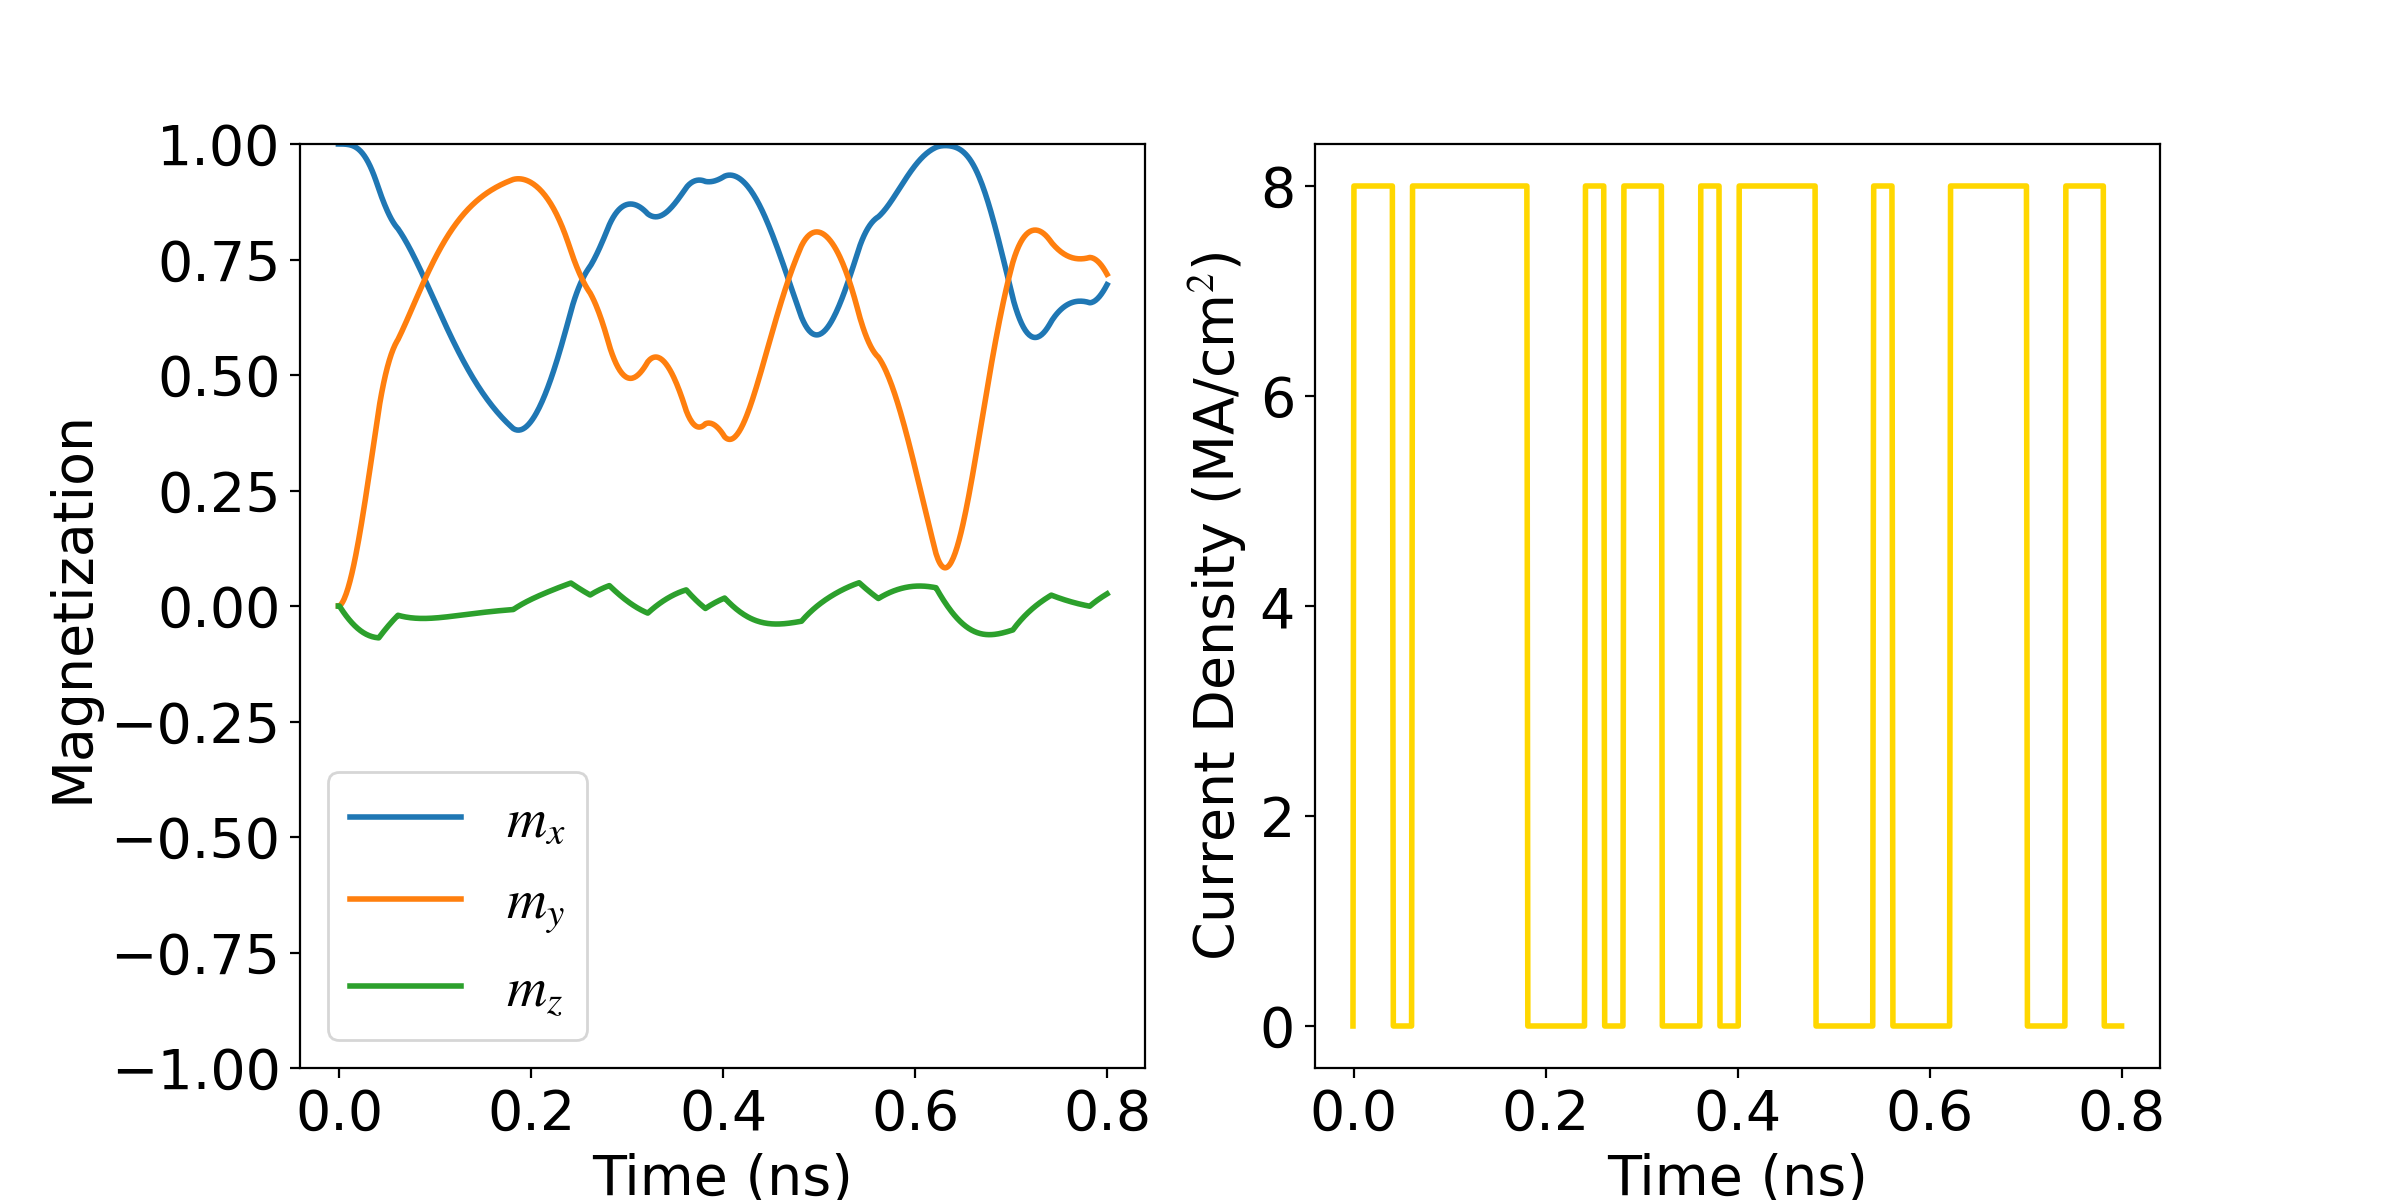 1.00
0.75
0.50
0.25
0.00
−0.25
−0.50
−0.75
−1.00
Magnetization
m_x
m_y
m_z
0.0 0.2 0.4 0.6 0.8
Time (ns)
8
6
4
2
0
Current Density (MA/cm²)
0.0 0.2 0.4 0.6 0.8
Time (ns)